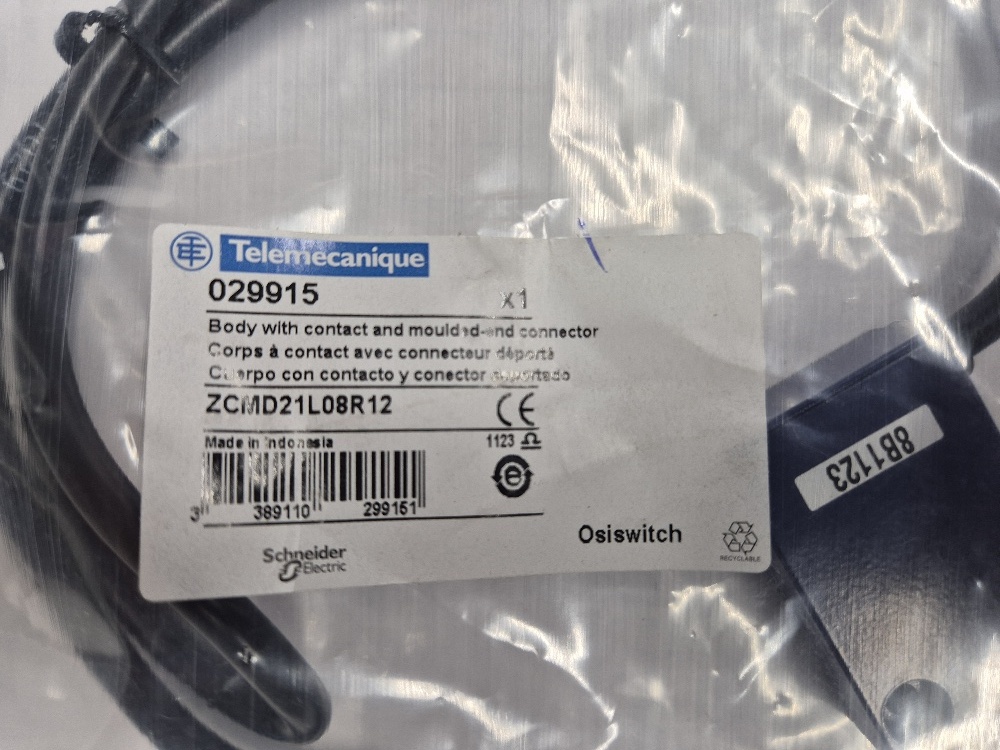 Telemecanique
029915 x1
Body with contact and moulded-end connector
Corps à contact avec connecteur déporté
Cuerpo con contacto y conector deportado
ZCMD21L08R12 CE
Made in Indonesia 1123
3 389110 299151
Schneider
Electric
Osiswitch
RECYCLABLE
8B1123